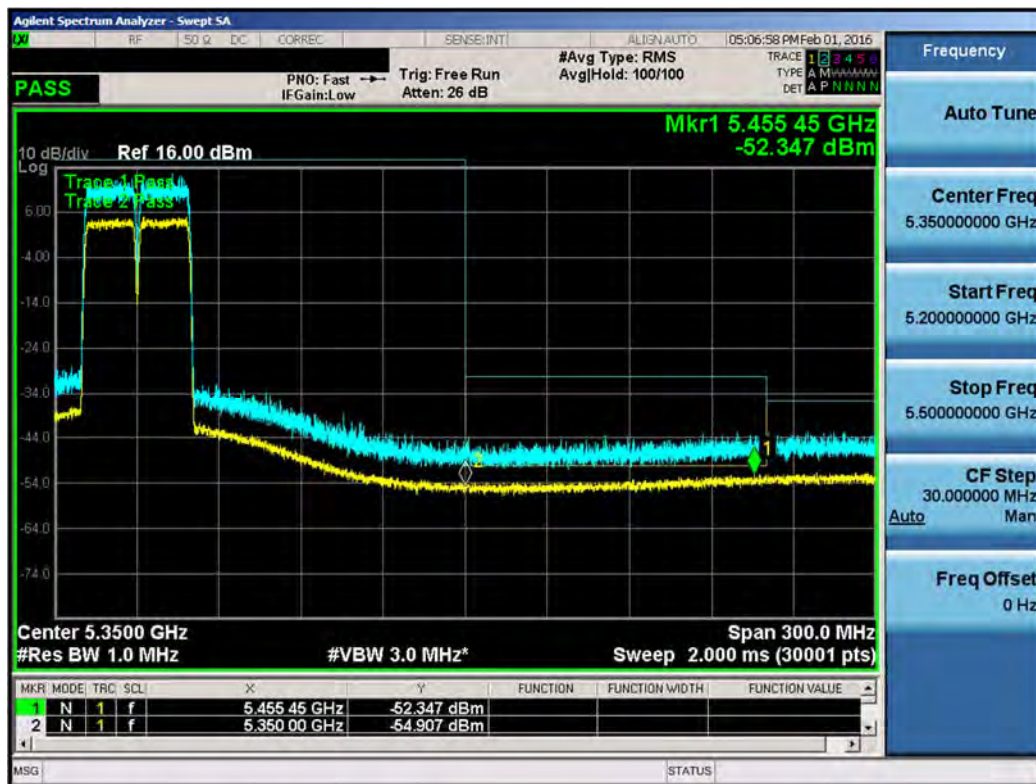 Agilent Spectrum Analyzer - Swept SA
LXI RF 50 Ω DC CORREC SENSE:INT ALIGN AUTO 05:06:58 PM Feb 01, 2016
PASS
PNO: Fast
IFGain:Low
Trig: Free Run
Atten: 26 dB
#Avg Type: RMS
Avg|Hold: 100/100
TRACE 1 2 3 4 5 6
TYPE A M
DET A P N N N N
Frequency
Mkr1 5.455 45 GHz
-52.347 dBm
10 dB/div Ref 16.00 dBm
Log
Trace 1 Pass
Trace 2 Pass
6.00
-4.00
-14.0
-24.0
-34.0
-44.0
-54.0
-64.0
-74.0
2
1
Center 5.3500 GHz Span 300.0 MHz
#Res BW 1.0 MHz #VBW 3.0 MHz* Sweep 2.000 ms (30001 pts)
MKR MODE TRC SCL X Y FUNCTION FUNCTION WIDTH FUNCTION VALUE
1 N 1 f 5.455 45 GHz -52.347 dBm
2 N 1 f 5.350 00 GHz -54.907 dBm
MSG STATUS
Auto Tune
Center Freq
5.350000000 GHz
Start Freq
5.200000000 GHz
Stop Freq
5.500000000 GHz
CF Step
30.000000 MHz
Auto Man
Freq Offset
0 Hz